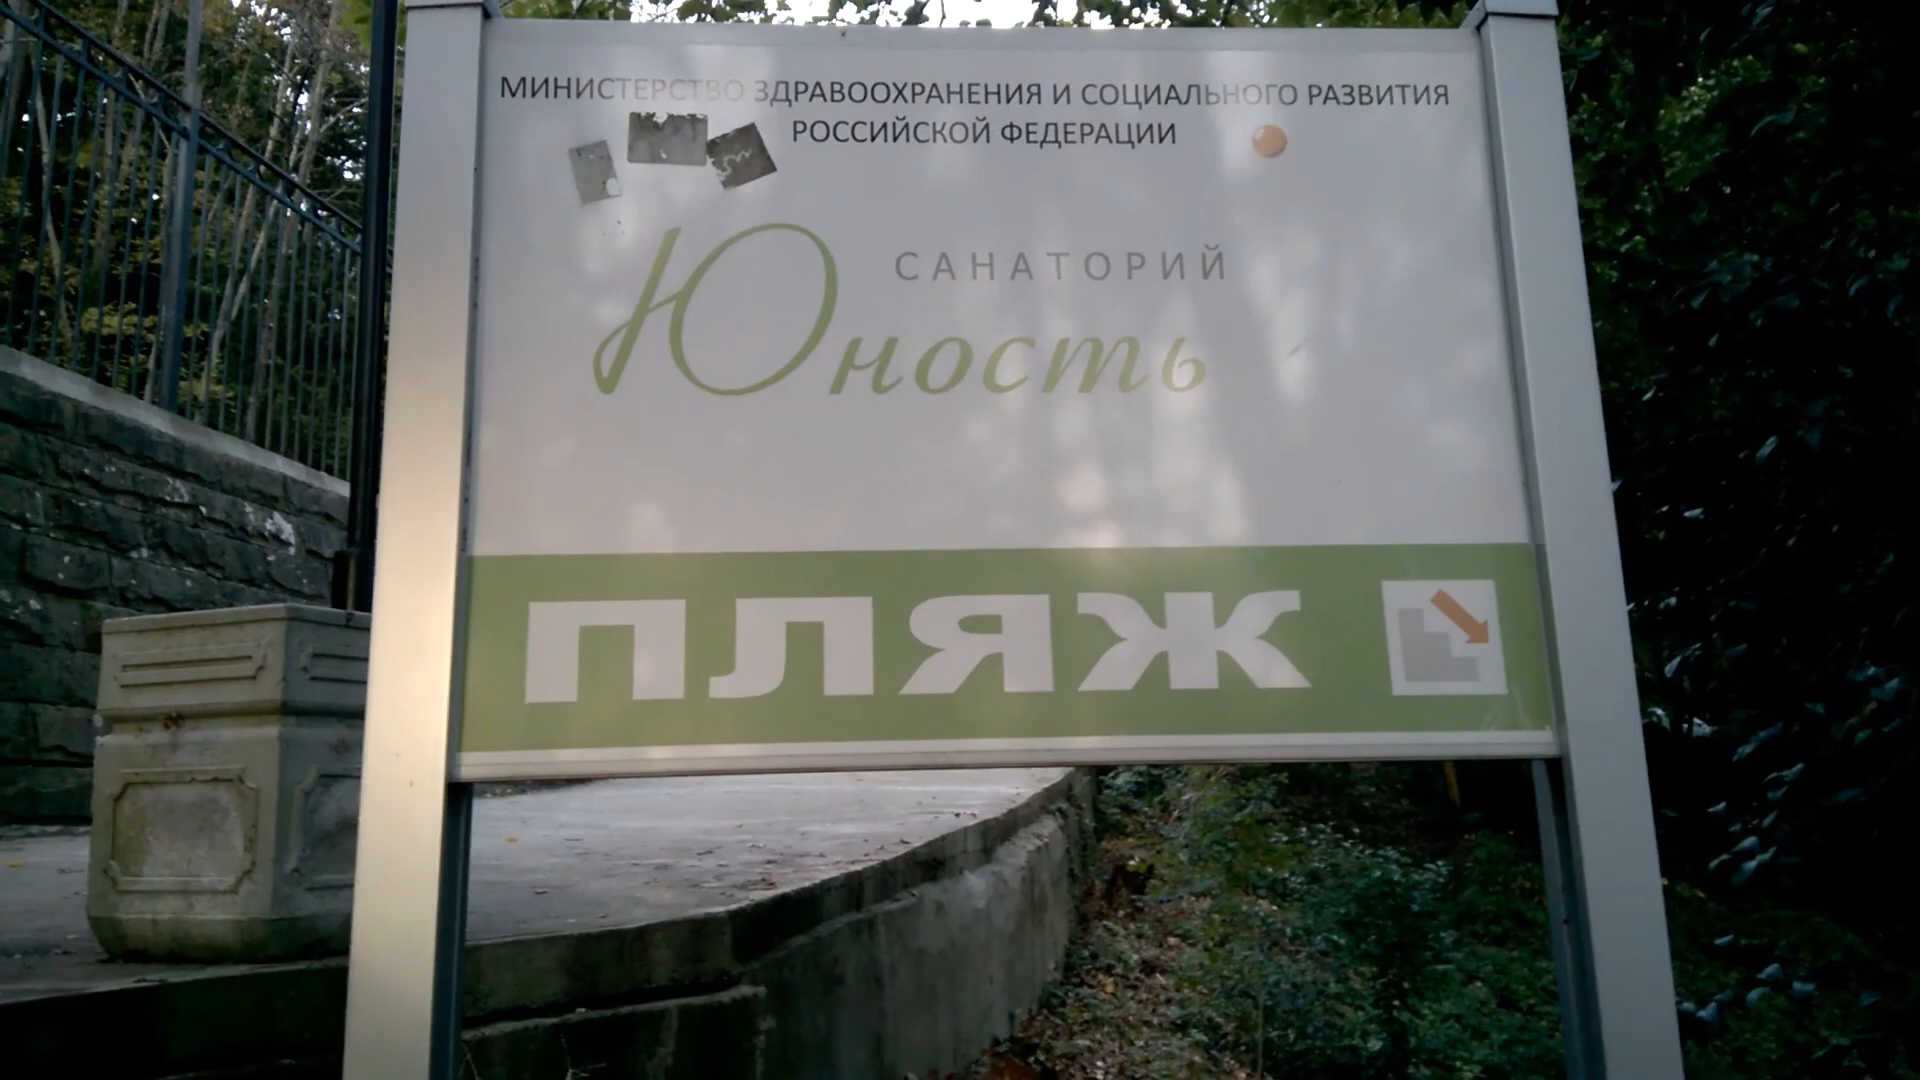 МИНИСТЕРСТВО ЗДРАВООХРАНЕНИЯ И СОЦИАЛЬНОГО РАЗВИТИЯ
РОССИЙСКОЙ ФЕДЕРАЦИИ
САНАТОРИЙ
Юность
ПЛЯЖ